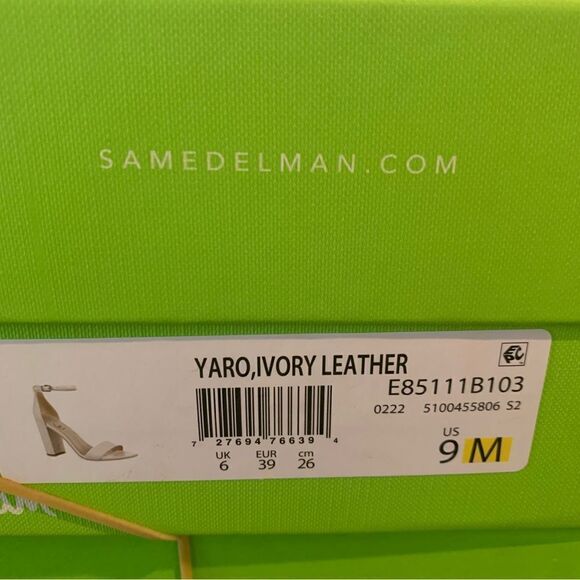 SAMEDELMAN.COM
YARO,IVORY LEATHER
E85111B103
0222 5100455806 S2
7 27694 76639 4
UK EUR cm
6 39 26
US
9 M